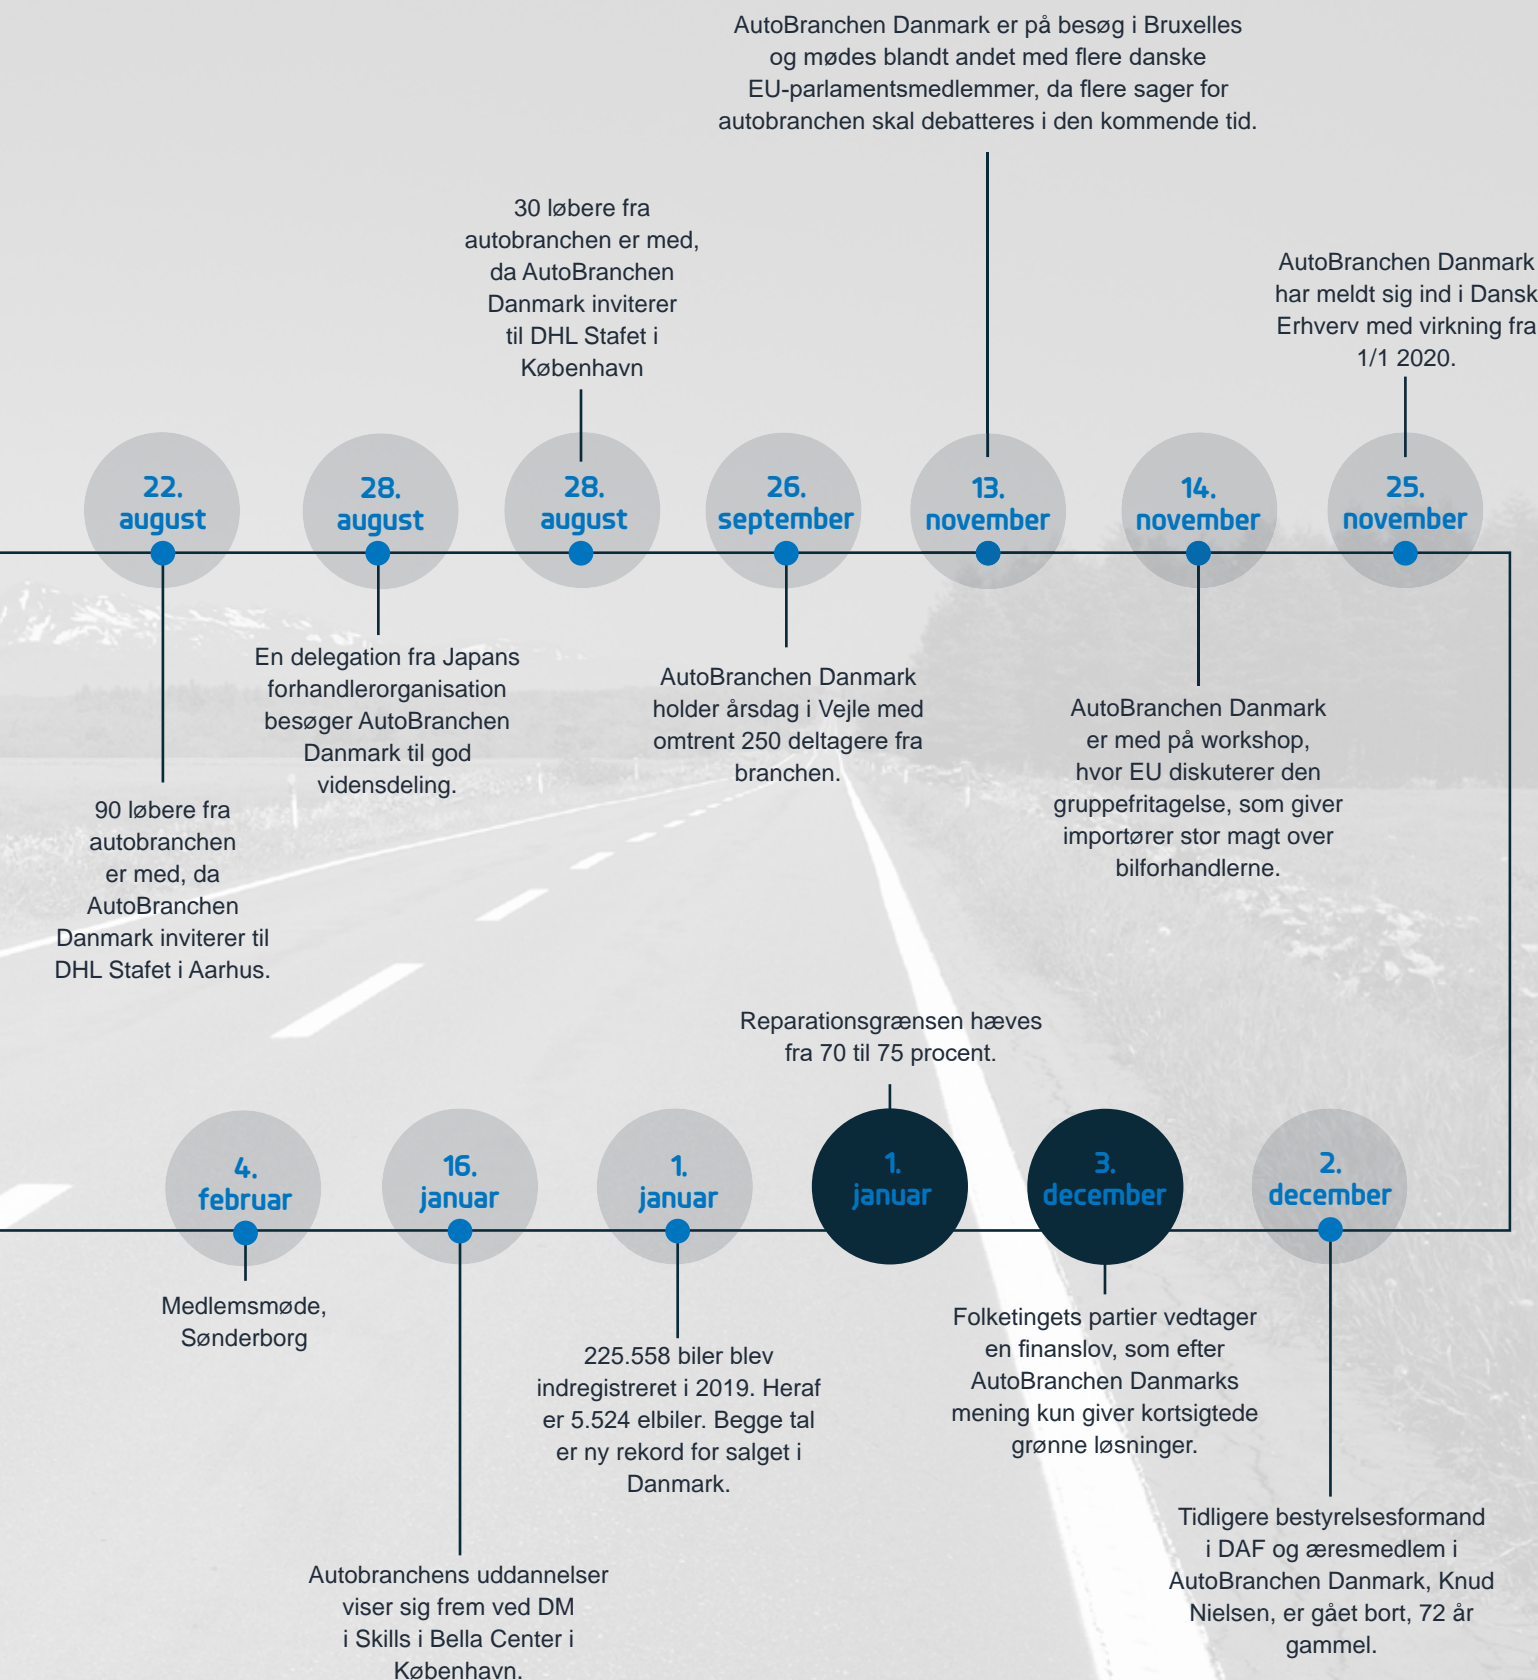 AutoBranchen Danmark er på besøg i Bruxelles
og mødes blandt andet med flere danske
EU-parlamentsmedlemmer, da flere sager for
autobranchen skal debatteres i den kommende tid.
30 løbere fra
autobranchen er med,
da AutoBranchen
Danmark inviterer
til DHL Stafet i
København
AutoBranchen Danmark
har meldt sig ind i Dansk
Erhverv med virkning fra
1/1 2020.
22.
august
28.
august
28.
august
26.
september
13.
november
14.
november
25.
november
90 løbere fra
autobranchen
er med, da
AutoBranchen
Danmark inviterer til
DHL Stafet i Aarhus.
En delegation fra Japans
forhandlerorganisation
besøger AutoBranchen
Danmark til god
vidensdeling.
AutoBranchen Danmark
holder årsdag i Vejle med
omtrent 250 deltagere fra
branchen.
AutoBranchen Danmark
er med på workshop,
hvor EU diskuterer den
gruppefritagelse, som giver
importører stor magt over
bilforhandlerne.
Reparationsgrænsen hæves
fra 70 til 75 procent.
4.
februar
16.
januar
1.
januar
1.
januar
3.
december
2.
december
Medlemsmøde,
Sønderborg
Autobranchens uddannelser
viser sig frem ved DM
i Skills i Bella Center i
København.
225.558 biler blev
indregistreret i 2019. Heraf
er 5.524 elbiler. Begge tal
er ny rekord for salget i
Danmark.
Folketingets partier vedtager
en finanslov, som efter
AutoBranchen Danmarks
mening kun giver kortsigtede
grønne løsninger.
Tidligere bestyrelsesformand
i DAF og æresmedlem i
AutoBranchen Danmark, Knud
Nielsen, er gået bort, 72 år
gammel.